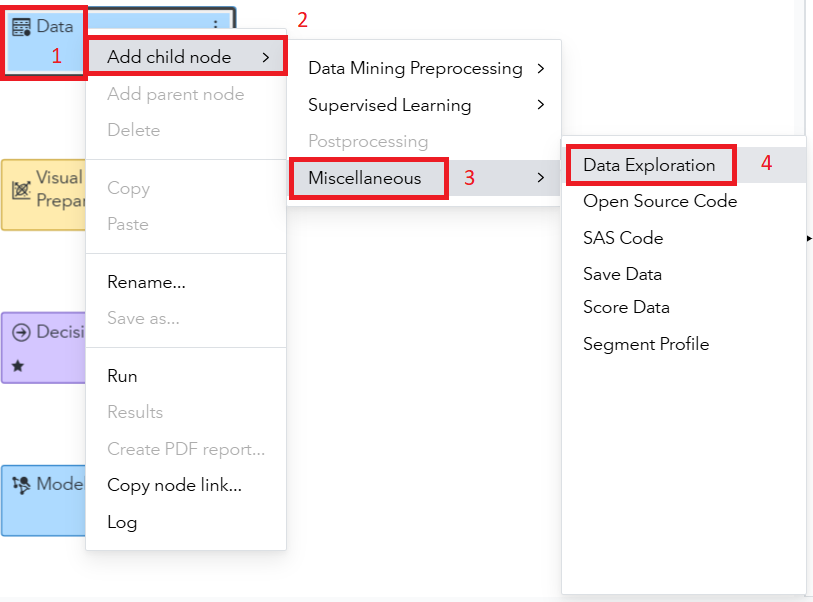 Data
1
2
Add child node
Add parent node
Delete
Copy
Paste
Rename...
Save as...
Run
Results
Create PDF report...
Copy node link...
Log
Data Mining Preprocessing
Supervised Learning
Postprocessing
Miscellaneous
3
Data Exploration
4
Open Source Code
SAS Code
Save Data
Score Data
Segment Profile
Visual
Prepar
Decisi
Mode